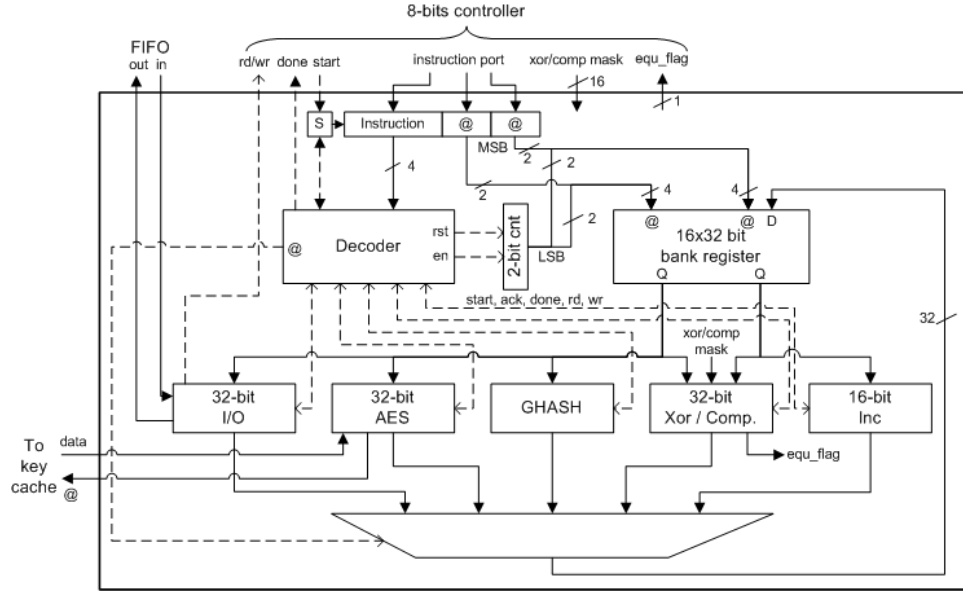 8-bits controller
FIFO
out in
rd/wr
done start
instruction port
xor/comp mask
equ_flag
16
1
S
Instruction
@
@
MSB
2
2
4
2
4
4
2
@
Decoder
rst
en
2-bit cnt
LSB
@
@ D
16x32 bit
bank register
Q
Q
start, ack, done, rd, wr
32
xor/comp
mask
32-bit
I/O
32-bit
AES
GHASH
32-bit
Xor / Comp.
16-bit
Inc
To
key
cache
data
@
equ_flag